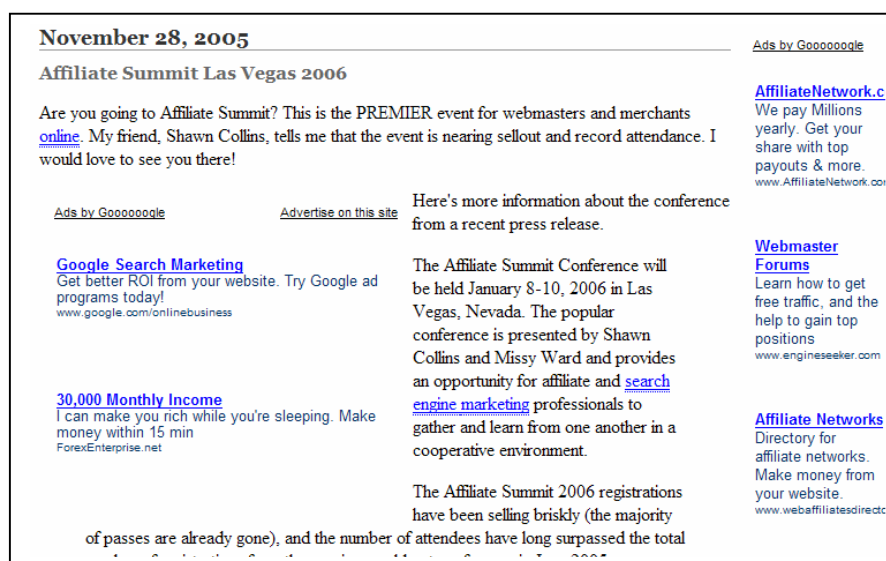 November 28, 2005
Affiliate Summit Las Vegas 2006
Are you going to Affiliate Summit? This is the PREMIER event for webmasters and merchants
online. My friend, Shawn Collins, tells me that the event is nearing sellout and record attendance. I
would love to see you there!
Ads by Goooooogle
Advertise on this site
Google Search Marketing
Get better ROI from your website. Try Google ad
programs today!
www.google.com/onlinebusiness
30,000 Monthly Income
I can make you rich while you're sleeping. Make
money within 15 min
ForexEnterprise.net
Here's more information about the conference
from a recent press release.
The Affiliate Summit Conference will
be held January 8-10, 2006 in Las
Vegas, Nevada. The popular
conference is presented by Shawn
Collins and Missy Ward and provides
an opportunity for affiliate and search
engine marketing professionals to
gather and learn from one another in a
cooperative environment.
The Affiliate Summit 2006 registrations
have been selling briskly (the majority
of passes are already gone), and the number of attendees have long surpassed the total
Ads by Goooooogle
AffiliateNetwork.c
We pay Millions
yearly. Get your
share with top
payouts & more.
www.AffiliateNetwork.com
Webmaster
Forums
Learn how to get
free traffic, and the
help to gain top
positions
www.engineseeker.com
Affiliate Networks
Directory for
affiliate networks.
Make money from
your website.
www.webaffiliatesdirecto